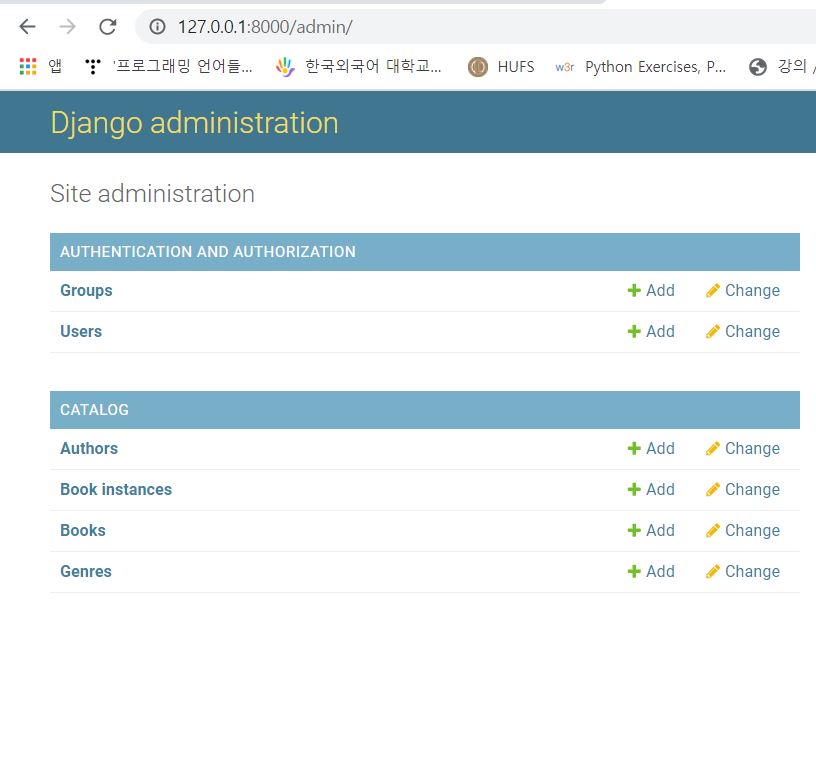 127.0.0.1:8000/admin/
앱 '프로그래밍 언어들... 한국외국어 대학교... HUFS w3r Python Exercises, P... 강의 /
Django administration
Site administration
AUTHENTICATION AND AUTHORIZATION
Groups Add Change
Users Add Change
CATALOG
Authors Add Change
Book instances Add Change
Books Add Change
Genres Add Change